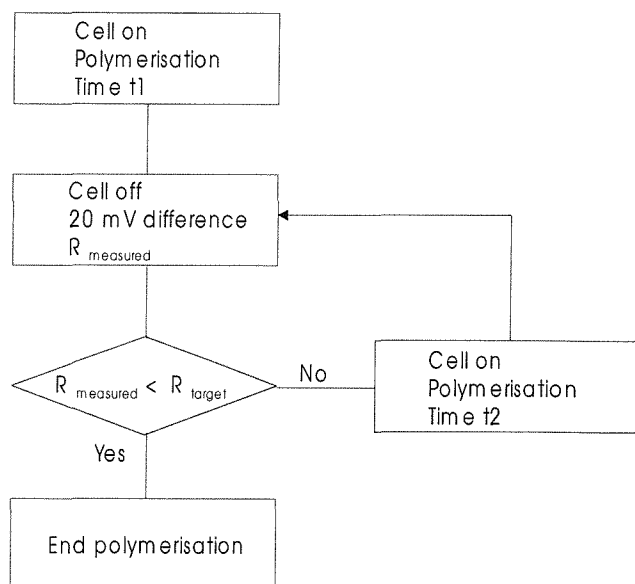 Cell on
Polymerisation
Time t1
Cell off
20 mV difference
R measured
R measured < R target
No
Cell on
Polymerisation
Time t2
Yes
End polymerisation